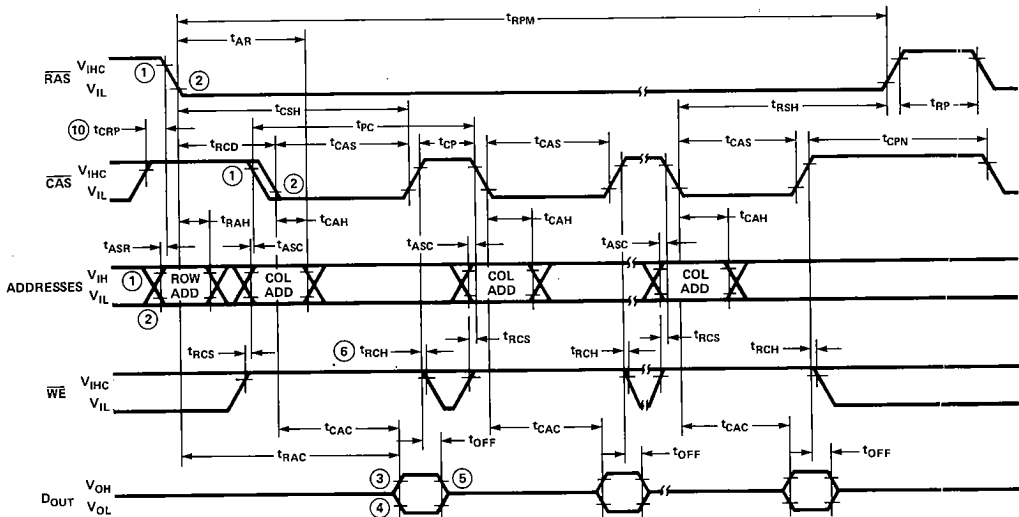 tRPM
tAR
RAS VIHC ① ②
VIL
tCSH
tRSH
tRP
⑩ tCRP
tPC
tRCD
tCAS
tCP
tCAS
tCAS
tCPN
CAS VIHC ① ②
VIL
tRAH
tCAH
tCAH
tCAH
tASR
tASC
tASC
tASC
ADDRESSES VIH ① ROW ADD COL ADD COL ADD COL ADD
VIL ②
tRCS
⑥ tRCH
tRCS
tRCH
tRCS
tRCH
WE VIHC
VIL
tCAC
tOFF
tCAC
tOFF
tCAC
tOFF
tRAC
DOUT VOH ③ ⑤
VOL ④